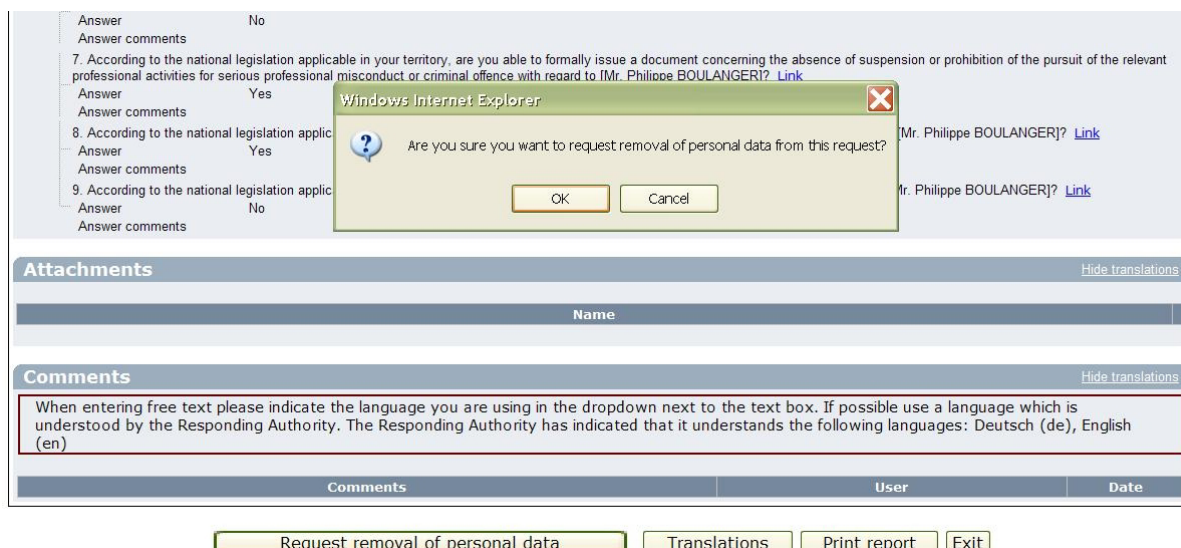 Answer No
Answer comments
7. According to the national legislation applicable in your territory, are you able to formally issue a document concerning the absence of suspension or prohibition of the pursuit of the relevant
professional activities for serious professional misconduct or criminal offence with regard to [Mr. Philippe BOULANGER]? Link
Answer Yes
Answer comments
Windows Internet Explorer
Are you sure you want to request removal of personal data from this request?
OK Cancel
8. According to the national legislation applic [Mr. Philippe BOULANGER]? Link
Answer Yes
Answer comments
9. According to the national legislation applic Mr. Philippe BOULANGER]? Link
Answer No
Answer comments
Attachments Hide translations
Name
Comments Hide translations
When entering free text please indicate the language you are using in the dropdown next to the text box. If possible use a language which is
understood by the Responding Authority. The Responding Authority has indicated that it understands the following languages: Deutsch (de), English
(en)
Comments User Date
Request removal of personal data Translations Print report Exit